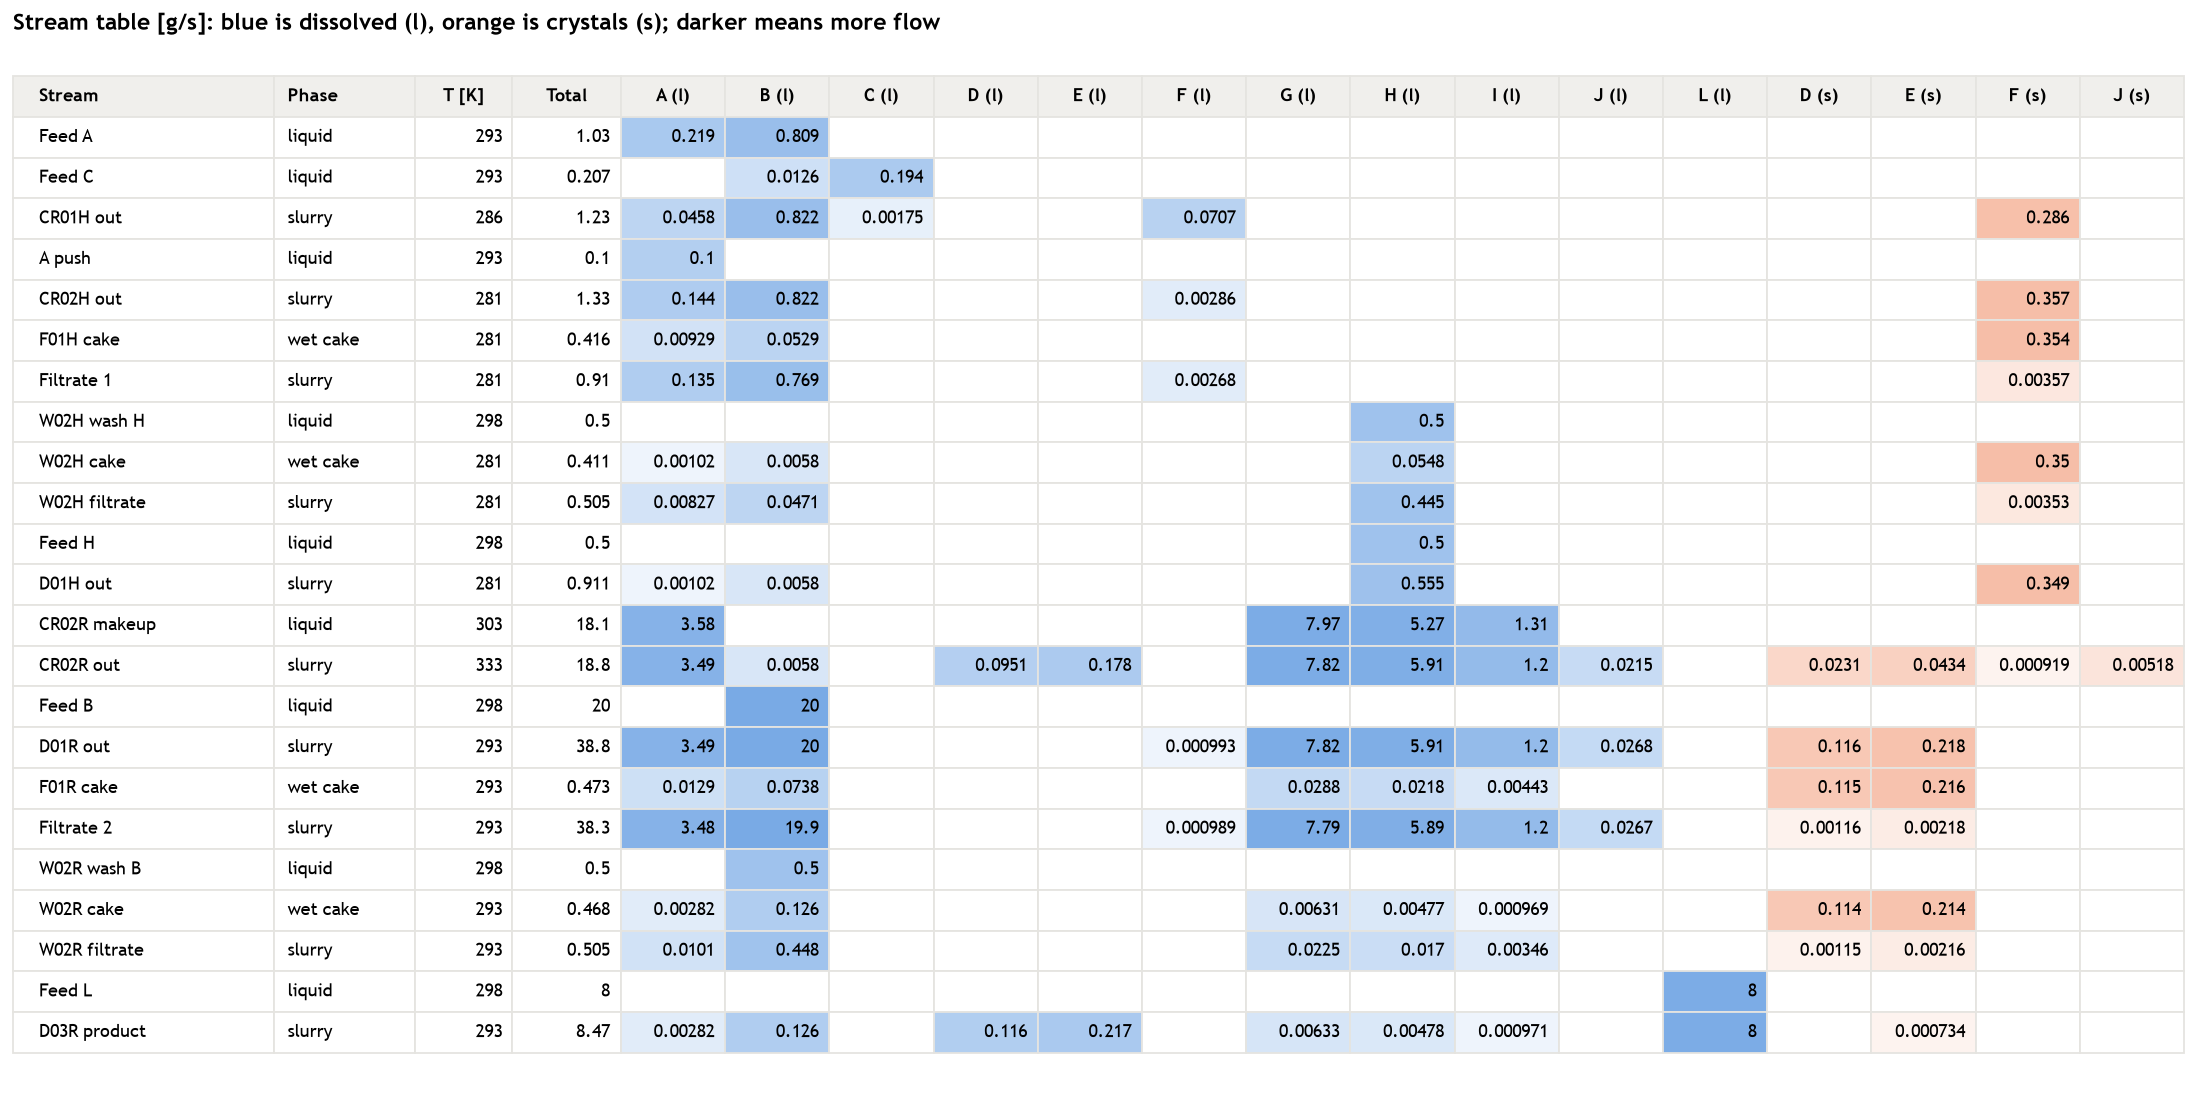 Stream table [g/s]: blue is dissolved (l), orange is crystals (s); darker means more flow
Stream Phase T [K] Total A (l) B (l) C (l) D (l) E (l) F (l) G (l) H (l) I (l) J (l) L (l) D (s) E (s) F (s) J (s)
Feed A liquid 293 1.03 0.219 0.809
Feed C liquid 293 0.207 0.0126 0.194
CR01H out slurry 286 1.23 0.0458 0.822 0.00175 0.0707 0.286
A push liquid 293 0.1 0.1
CR02H out slurry 281 1.33 0.144 0.822 0.00286 0.357
F01H cake wet cake 281 0.416 0.00929 0.0529 0.354
Filtrate 1 slurry 281 0.91 0.135 0.769 0.00268 0.00357
W02H wash H liquid 298 0.5 0.5
W02H cake wet cake 281 0.411 0.00102 0.0058 0.0548 0.35
W02H filtrate slurry 281 0.505 0.00827 0.0471 0.445 0.00353
Feed H liquid 298 0.5 0.5
D01H out slurry 281 0.911 0.00102 0.0058 0.555 0.349
CR02R makeup liquid 303 18.1 3.58 7.97 5.27 1.31
CR02R out slurry 333 18.8 3.49 0.0058 0.0951 0.178 7.82 5.91 1.2 0.0215 0.0231 0.0434 0.000919 0.00518
Feed B liquid 298 20 20
D01R out slurry 293 38.8 3.49 20 0.000993 7.82 5.91 1.2 0.0268 0.116 0.218
F01R cake wet cake 293 0.473 0.0129 0.0738 0.0288 0.0218 0.00443 0.115 0.216
Filtrate 2 slurry 293 38.3 3.48 19.9 0.000989 7.79 5.89 1.2 0.0267 0.00116 0.00218
W02R wash B liquid 298 0.5 0.5
W02R cake wet cake 293 0.468 0.00282 0.126 0.00631 0.00477 0.000969 0.114 0.214
W02R filtrate slurry 293 0.505 0.0101 0.448 0.0225 0.017 0.00346 0.00115 0.00216
Feed L liquid 298 8 8
D03R product slurry 293 8.47 0.00282 0.126 0.116 0.217 0.00633 0.00478 0.000971 8 0.000734